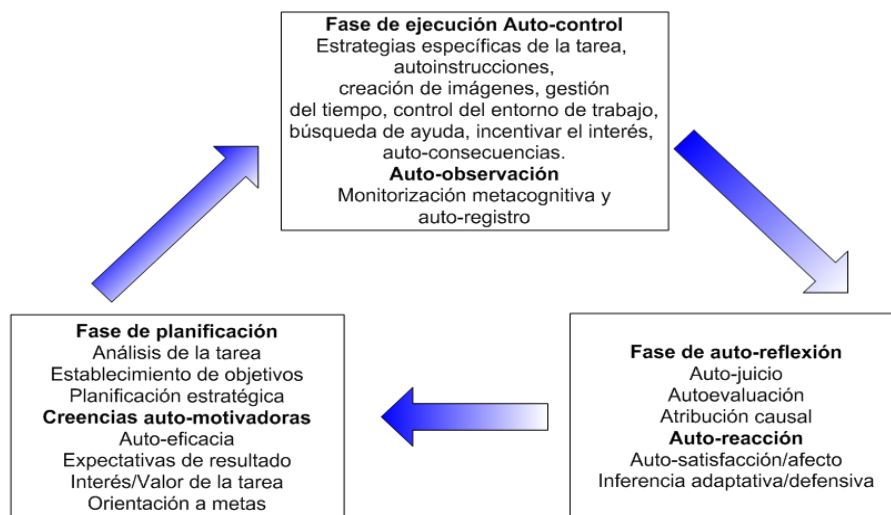 Fase de ejecución Auto-control
Estrategias específicas de la tarea,
autoinstrucciones,
creación de imágenes, gestión
del tiempo, control del entorno de trabajo,
búsqueda de ayuda, incentivar el interés,
auto-consecuencias.
Auto-observación
Monitorización metacognitiva y
auto-registro
Fase de planificación
Análisis de la tarea
Establecimiento de objetivos
Planificación estratégica
Creencias auto-motivadoras
Auto-eficacia
Expectativas de resultado
Interés/Valor de la tarea
Orientación a metas
Fase de auto-reflexión
Auto-juicio
Autoevaluación
Atribución causal
Auto-reacción
Auto-satisfacción/afecto
Inferencia adaptativa/defensiva